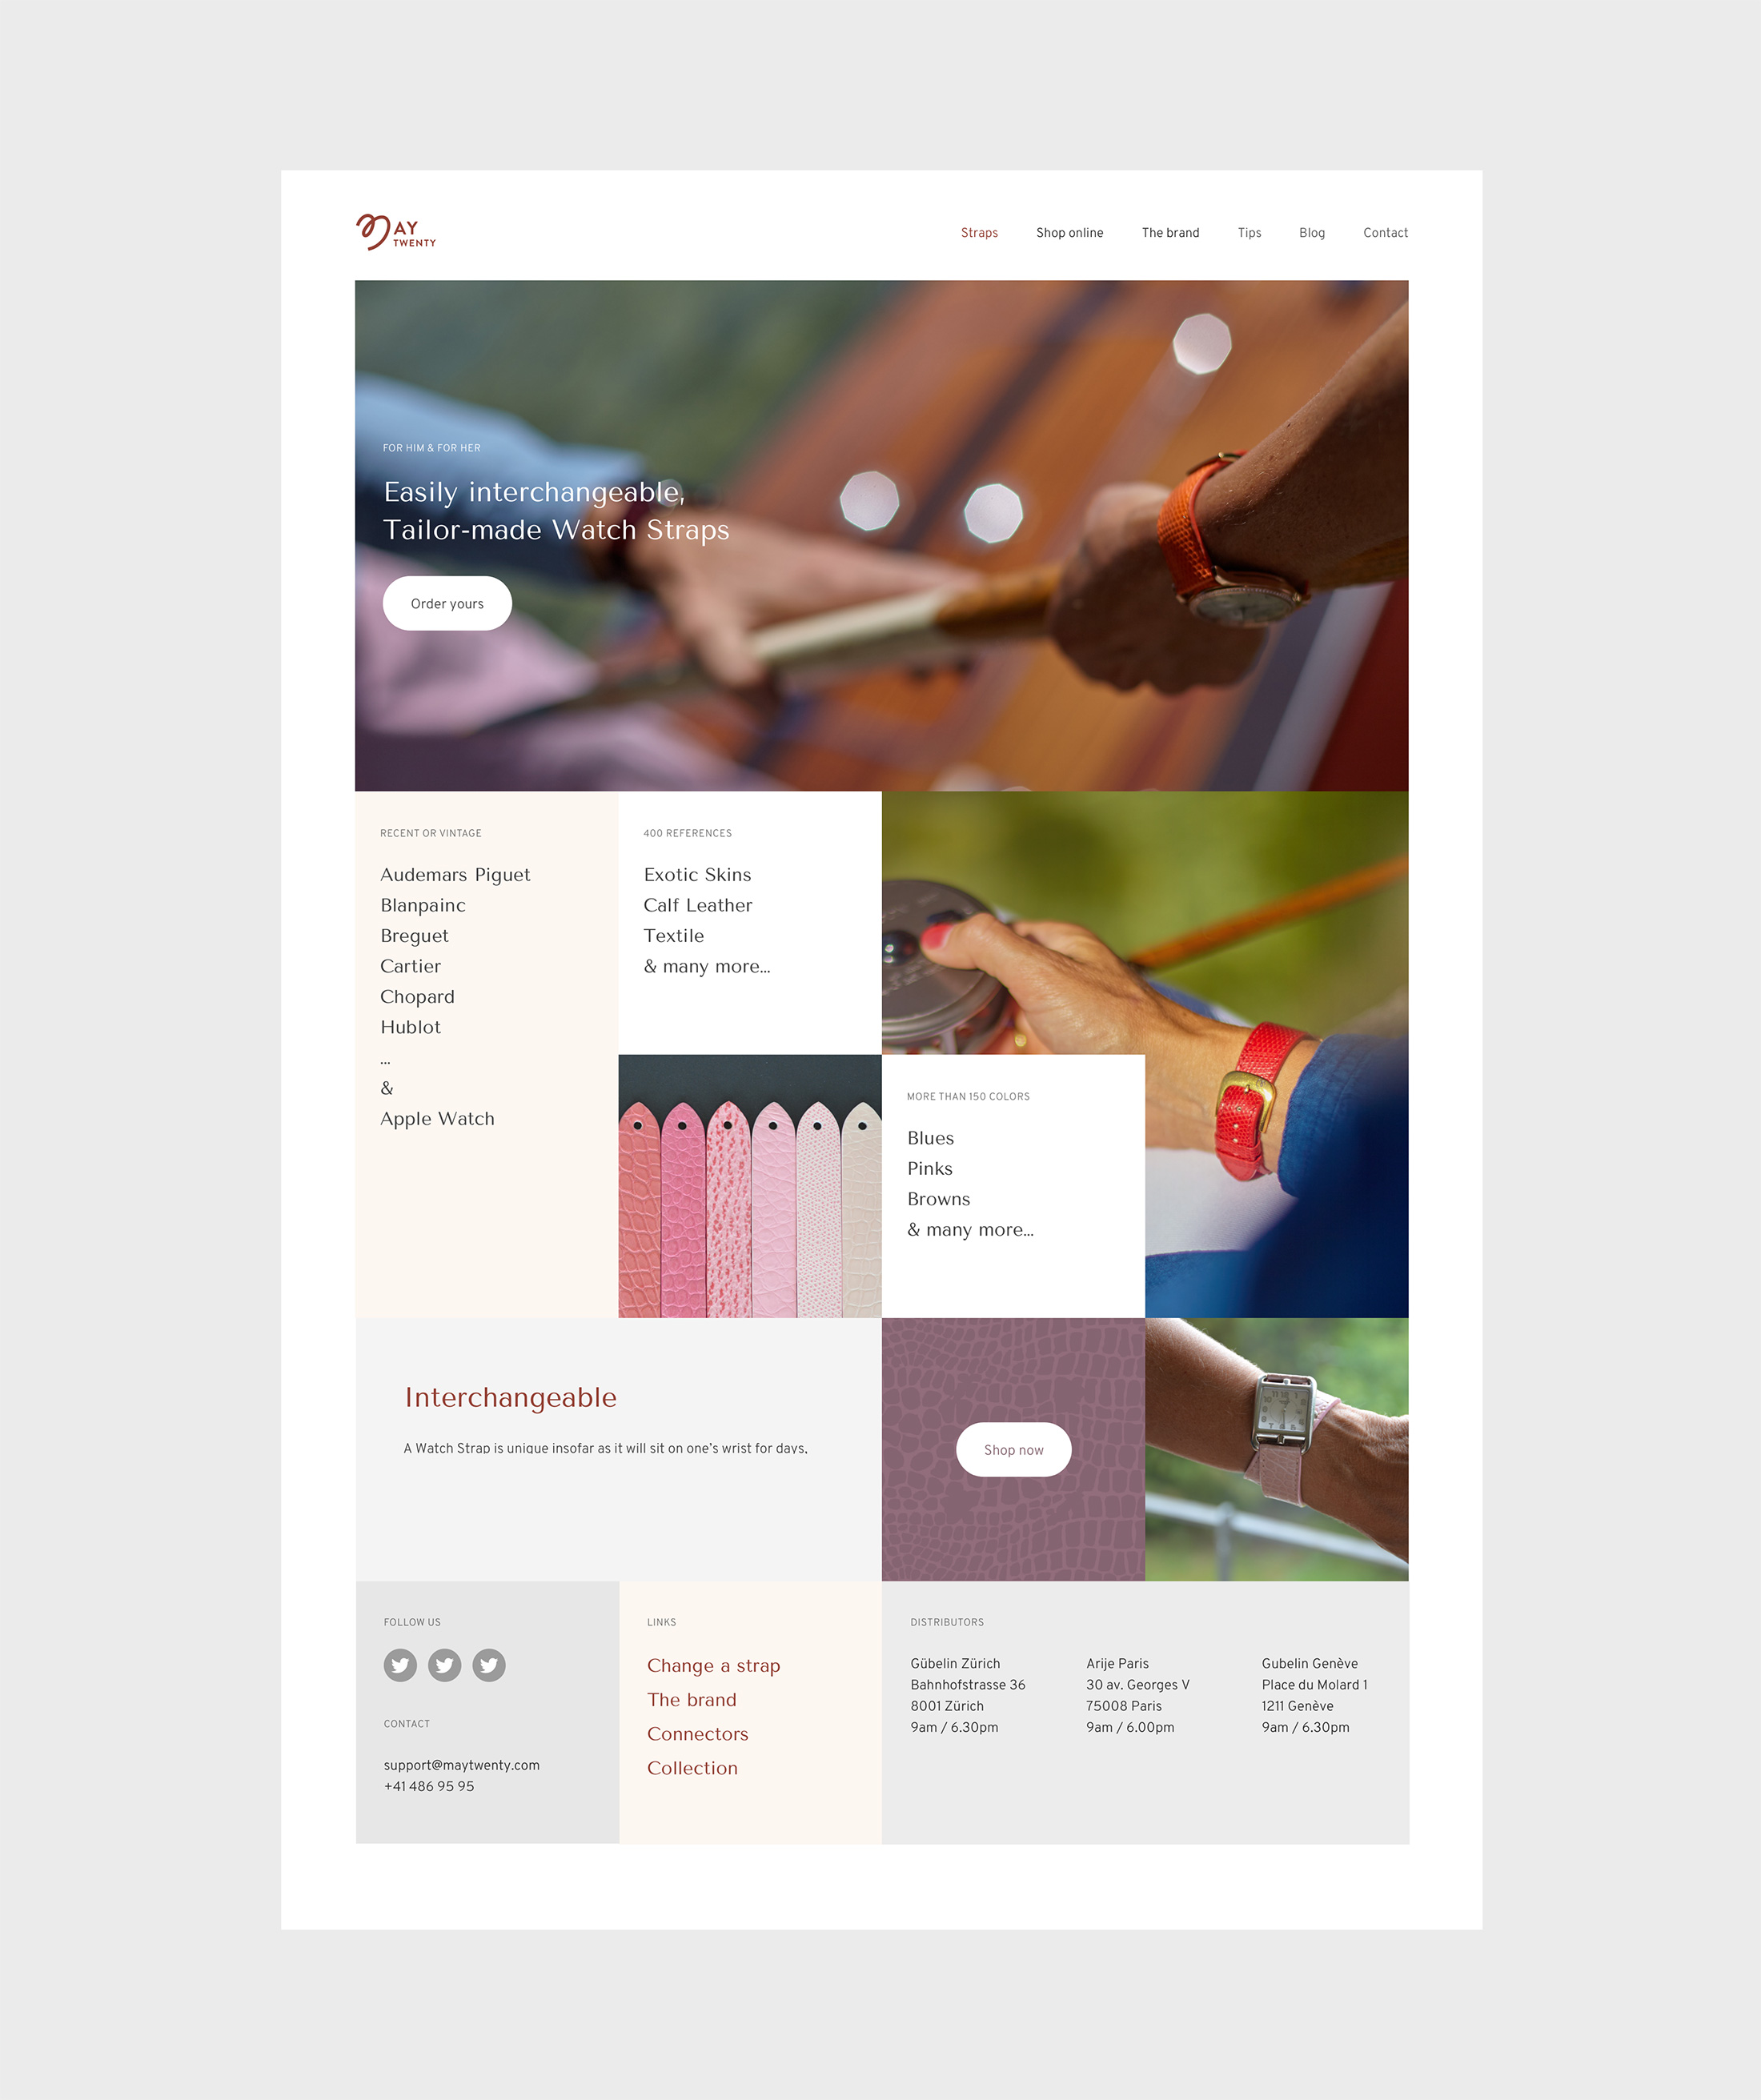 MAY
TWENTY
Straps
Shop online
The brand
Tips
Blog
Contact
FOR HIM & FOR HER
Easily interchangeable,
Tailor-made Watch Straps
Order yours
RECENT OR VINTAGE
Audemars Piguet
Blanpainc
Breguet
Cartier
Chopard
Hublot
...
&
Apple Watch
400 REFERENCES
Exotic Skins
Calf Leather
Textile
& many more...
MORE THAN 150 COLORS
Blues
Pinks
Browns
& many more...
Interchangeable
A Watch Strap is unique insofar as it will sit on one's wrist for days,
Shop now
FOLLOW US
CONTACT
support@maytwenty.com
+41 486 95 95
LINKS
Change a strap
The brand
Connectors
Collection
DISTRIBUTORS
Gübelin Zürich
Bahnhofstrasse 36
8001 Zürich
9am / 6.30pm
Arije Paris
30 av. Georges V
75008 Paris
9am / 6.00pm
Gubelin Genève
Place du Molard 1
1211 Genève
9am / 6.30pm